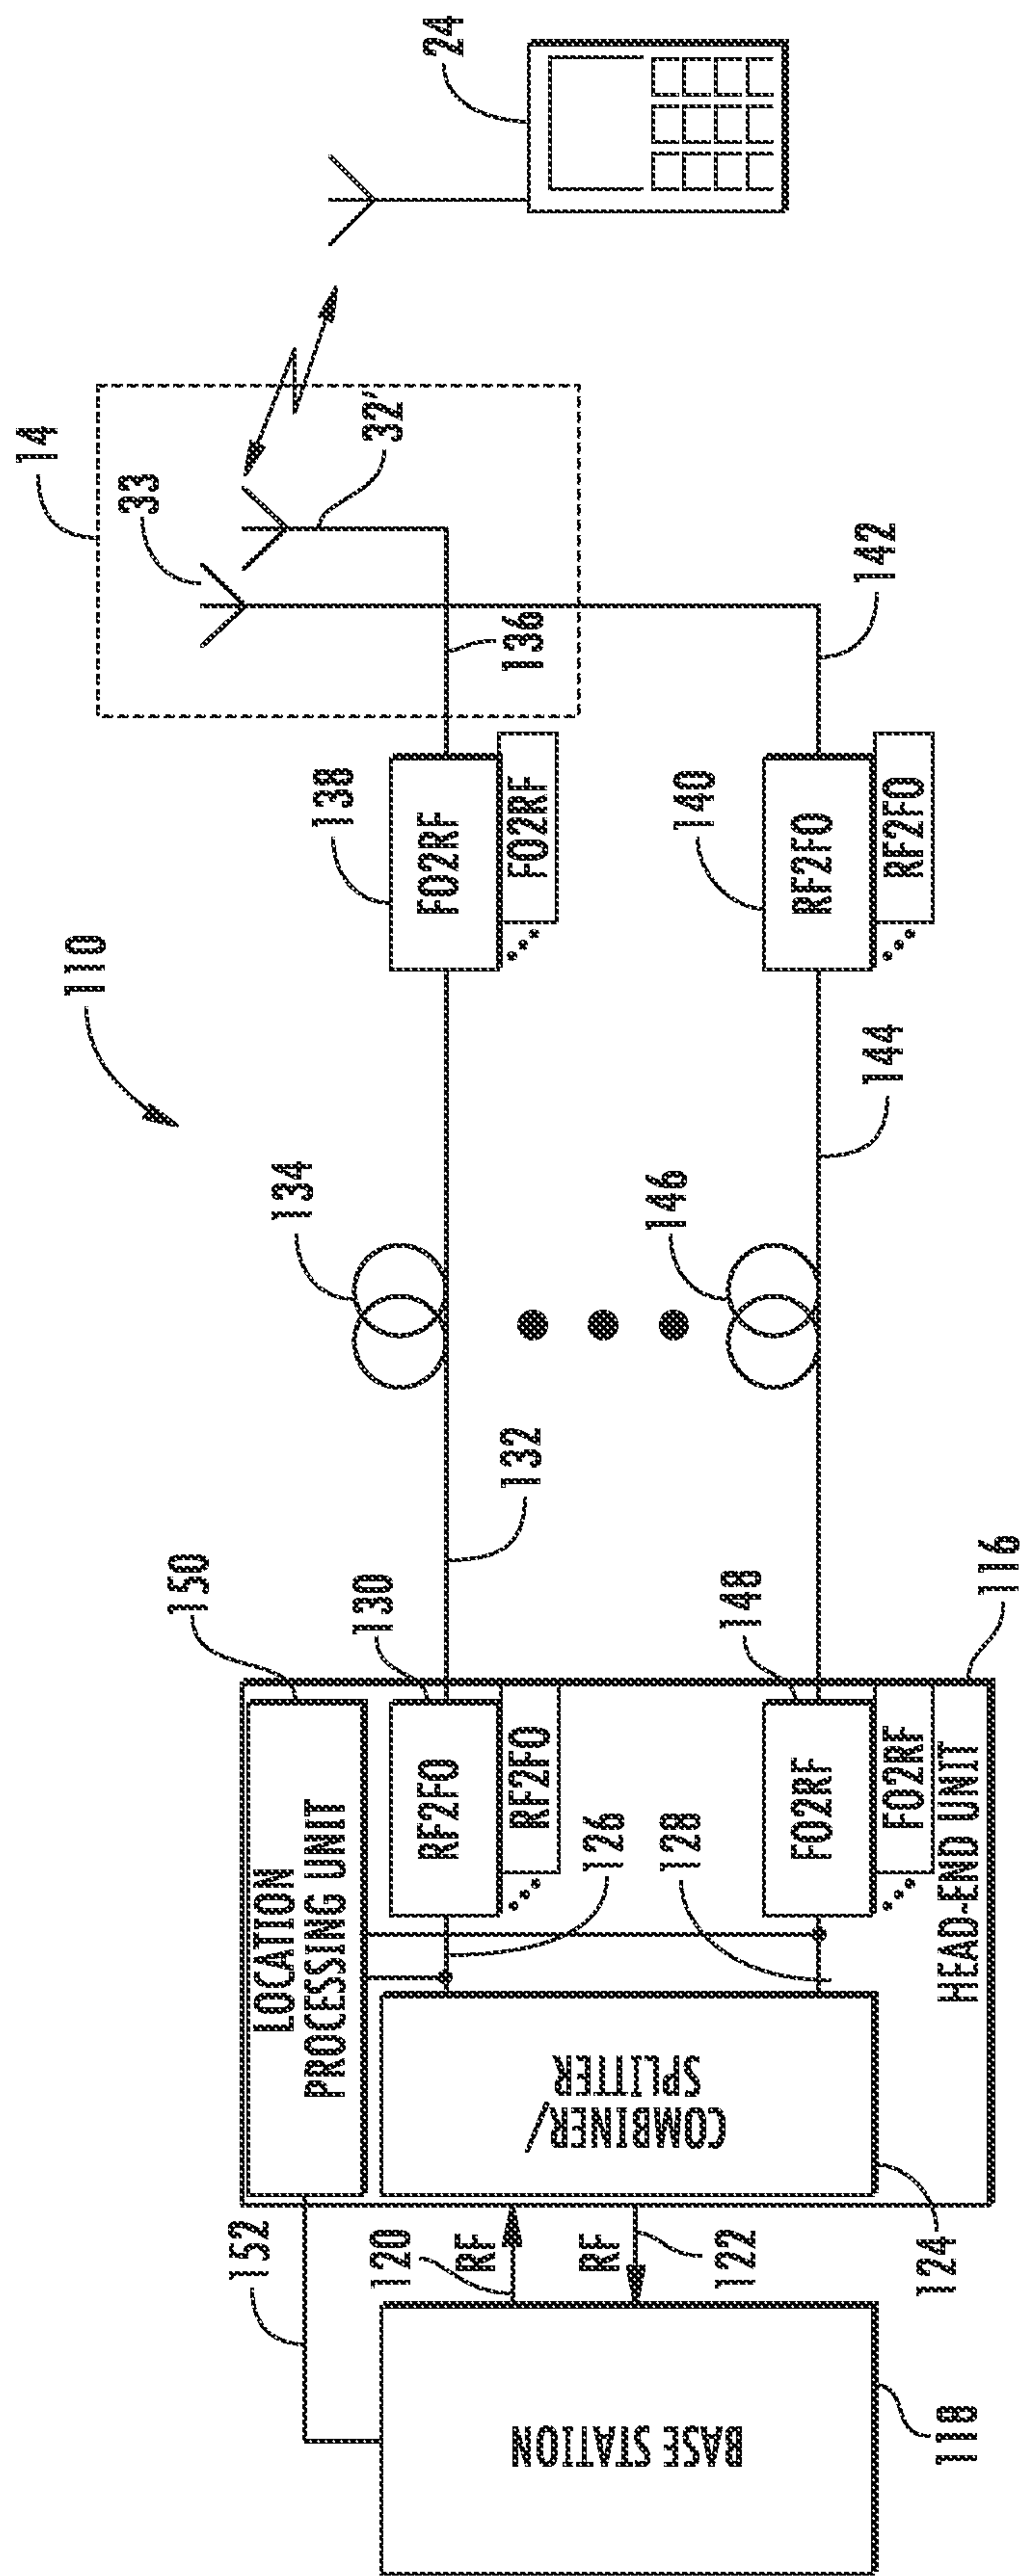 110
14
33
32'
24
150
LOCATION
PROCESSING UNIT
152
130
RF2FO
RF2FO
132
134
138
FO2RF
FO2RF
136
120
RF
RF
122
126
128
COMBINER/
SPLITTER
124
BASE STATION
118
148
FO2RF
FO2RF
HEAD-END UNIT
116
146
144
140
RF2FO
RF2FO
142